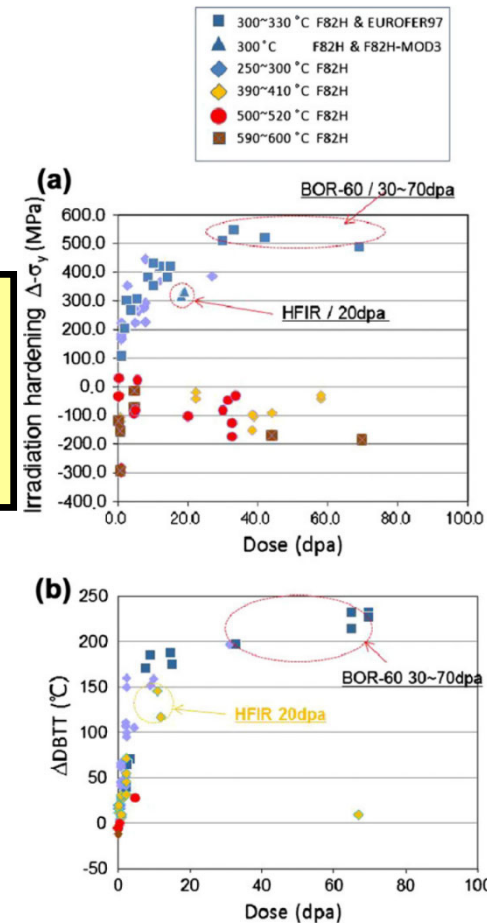 300~330 ˚C F82H & EUROFER97
300˚C F82H & F82H-MOD3
250~300 ˚C F82H
390~410 ˚C F82H
500~520 ˚C F82H
590~600 ˚C F82H
(a)
BOR-60 / 30~70dpa
Irradiation hardening Δ-σy (MPa)
600.0
500.0
400.0
300.0
200.0
100.0
0.0
-100.0
-200.0
-300.0
-400.0
HFIR / 20dpa
0.0 20.0 40.0 60.0 80.0 100.0
Dose (dpa)
(b)
ΔDBTT (°C)
250
200
150
100
50
0
-50
BOR-60 30~70dpa
HFIR 20dpa
0 20 40 60 80 100
Dose (dpa)